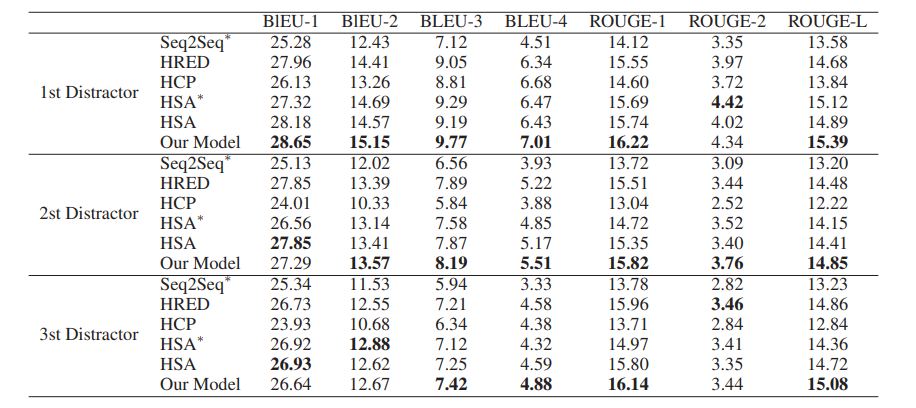 BlEU-1 BlEU-2 BLEU-3 BLEU-4 ROUGE-1 ROUGE-2 ROUGE-L
1st Distractor
Seq2Seq* 25.28 12.43 7.12 4.51 14.12 3.35 13.58
HRED 27.96 14.41 9.05 6.34 15.55 3.97 14.68
HCP 26.13 13.26 8.81 6.68 14.60 3.72 13.84
HSA* 27.32 14.69 9.29 6.47 15.69 4.42 15.12
HSA 28.18 14.57 9.19 6.43 15.74 4.02 14.89
Our Model 28.65 15.15 9.77 7.01 16.22 4.34 15.39
2st Distractor
Seq2Seq* 25.13 12.02 6.56 3.93 13.72 3.09 13.20
HRED 27.85 13.39 7.89 5.22 15.51 3.44 14.48
HCP 24.01 10.33 5.84 3.88 13.04 2.52 12.22
HSA* 26.56 13.14 7.58 4.85 14.72 3.52 14.15
HSA 27.85 13.41 7.87 5.17 15.35 3.40 14.41
Our Model 27.29 13.57 8.19 5.51 15.82 3.76 14.85
3st Distractor
Seq2Seq* 25.34 11.53 5.94 3.33 13.78 2.82 13.23
HRED 26.73 12.55 7.21 4.58 15.96 3.46 14.86
HCP 23.93 10.68 6.34 4.38 13.71 2.84 12.84
HSA* 26.92 12.88 7.12 4.32 14.97 3.41 14.36
HSA 26.93 12.62 7.25 4.59 15.80 3.35 14.72
Our Model 26.64 12.67 7.42 4.88 16.14 3.44 15.08